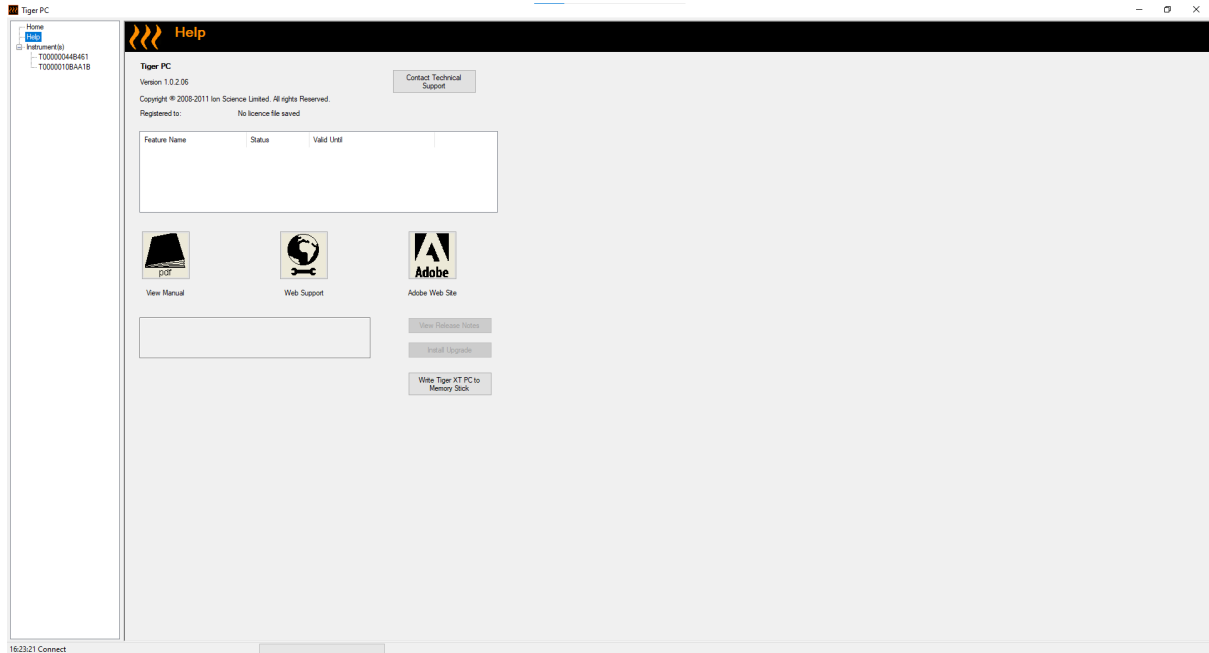 Tiger PC
Home
Help
Instrument(s)
T00000044B461
T0000010BAA1B
Help
Tiger PC
Version 1.0.2.06
Contact Technical
Support
Copyright ® 2008-2011 Ion Science Limited. All rights Reserved.
Registered to: No licence file saved
Feature Name Status Valid Until
pdf
Adobe
View Manual Web Support Adobe Web Site
View Release Notes
Install Upgrade
Write Tiger XT PC to
Memory Stick
16:23:21 Connect